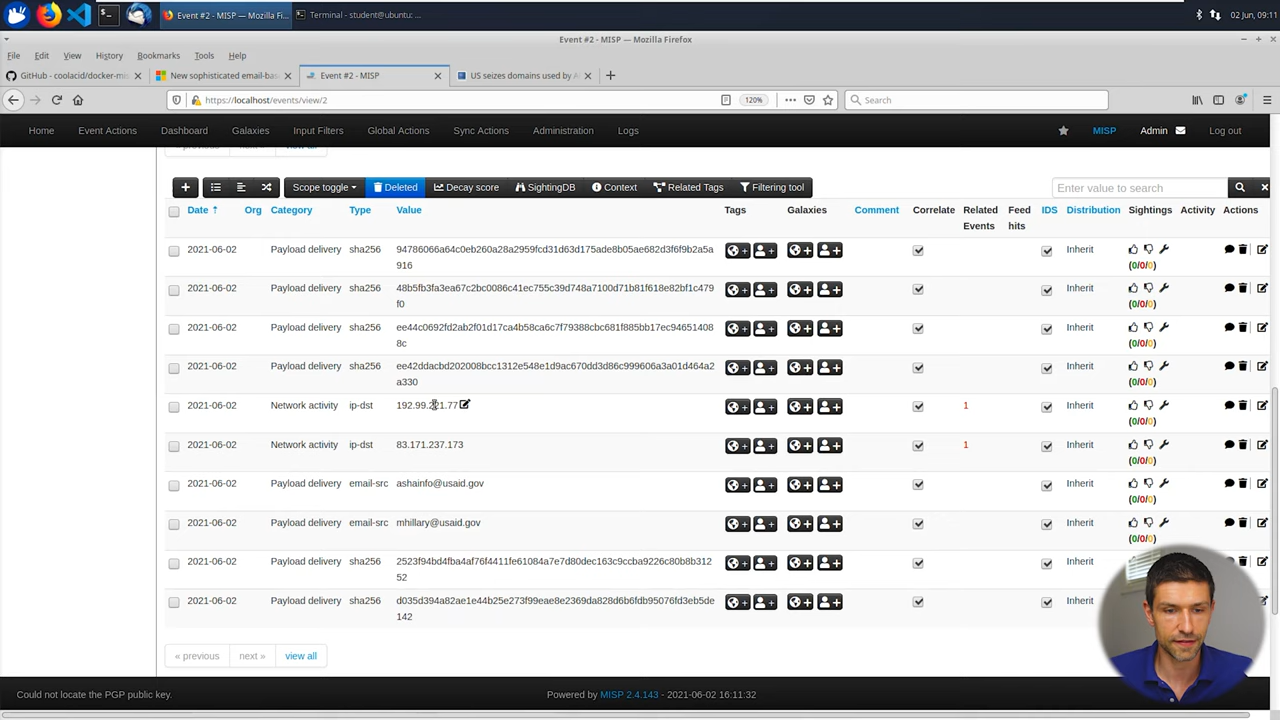 Event #2 - MISP — Mozilla Fi...
Terminal - student@ubuntu: ...
02 Jun, 09:11
Event #2 - MISP — Mozilla Firefox
File Edit View History Bookmarks Tools Help
GitHub - coolacid/docker-mis
New sophisticated email-bas
Event #2 - MISP
US seizes domains used by A
https://localhost/events/view/2
120%
Search
Home Event Actions Dashboard Galaxies Input Filters Global Actions Sync Actions Administration Logs MISP Admin Log out
« previous next » view all
Scope toggle Deleted Decay score SightingDB Context Related Tags Filtering tool Enter value to search
Date Org Category Type Value Tags Galaxies Comment Correlate Related Feed IDS Distribution Sightings Activity Actions
Events hits
2021-06-02 Payload delivery sha256 94786066a64c0eb260a28a2959fcd31d63d175ade8b05ae682d3f6f9b2a5a Inherit
916 (0/0/0)
2021-06-02 Payload delivery sha256 48b5fb3fa3ea67c2bc0086c41ec755c39d748a7100d71b81f618e82bf1c479 Inherit
f0 (0/0/0)
2021-06-02 Payload delivery sha256 ee44c0692fd2ab2f01d17ca4b58ca6c7f79388cbc681f885bb17ec94651408 Inherit
8c (0/0/0)
2021-06-02 Payload delivery sha256 ee42ddacbd202008bcc1312e548e1d9ac670dd3d86c999606a3a01d464a2 Inherit
a330 (0/0/0)
2021-06-02 Network activity ip-dst 1 Inherit
(0/0/0)
2021-06-02 Network activity ip-dst 83.171.237.173 1 Inherit
(0/0/0)
2021-06-02 Payload delivery email-src ashainfo@usaid.gov Inherit
(0/0/0)
2021-06-02 Payload delivery email-src mhillary@usaid.gov Inherit
(0/0/0)
2021-06-02 Payload delivery sha256 2523f94bd4fba4af76f4411fe61084a7e7d80dec163c9ccba9226c80b8b312 Inherit
52
2021-06-02 Payload delivery sha256 d035d394a82ae1e44b25e273f99eae8e2369da828d6b6fdb95076fd3eb5de Inherit
142
« previous next » view all
Could not locate the PGP public key. Powered by MISP 2.4.143 - 2021-06-02 16:11:32